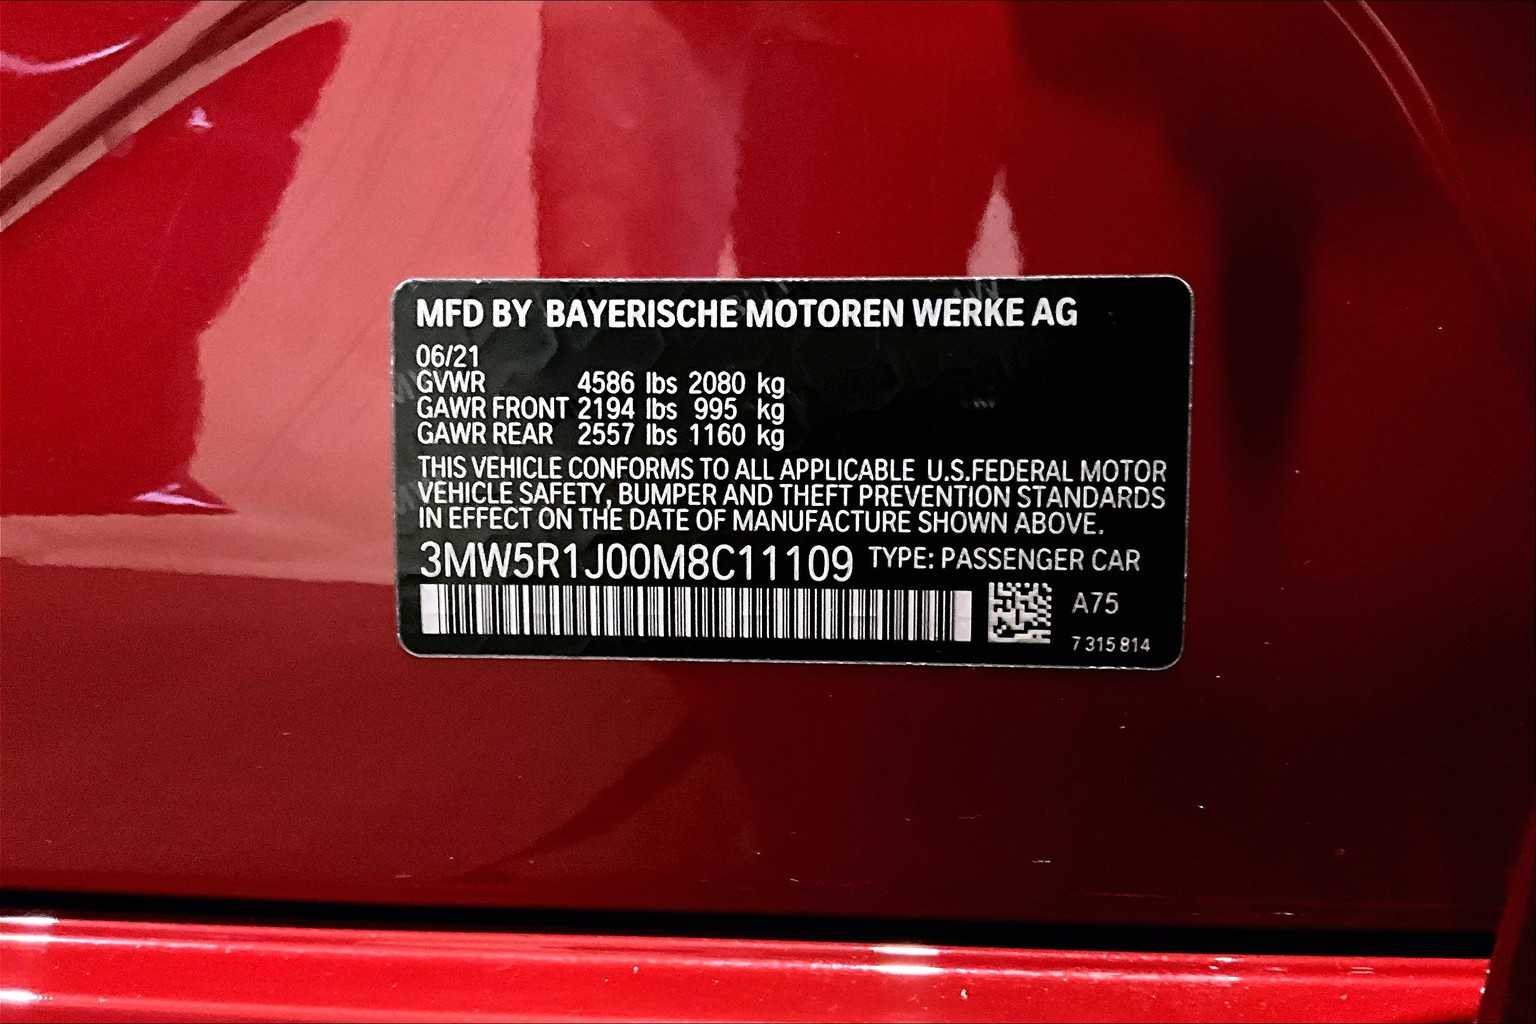 MFD BY BAYERISCHE MOTOREN WERKE AG
06/21
GVWR 4586 lbs 2080 kg
GAWR FRONT 2194 lbs 995 kg
GAWR REAR 2557 lbs 1160 kg
THIS VEHICLE CONFORMS TO ALL APPLICABLE U.S.FEDERAL MOTOR
VEHICLE SAFETY, BUMPER AND THEFT PREVENTION STANDARDS
IN EFFECT ON THE DATE OF MANUFACTURE SHOWN ABOVE.
3MW5R1J00M8C11109 TYPE: PASSENGER CAR
A75
7 315 814